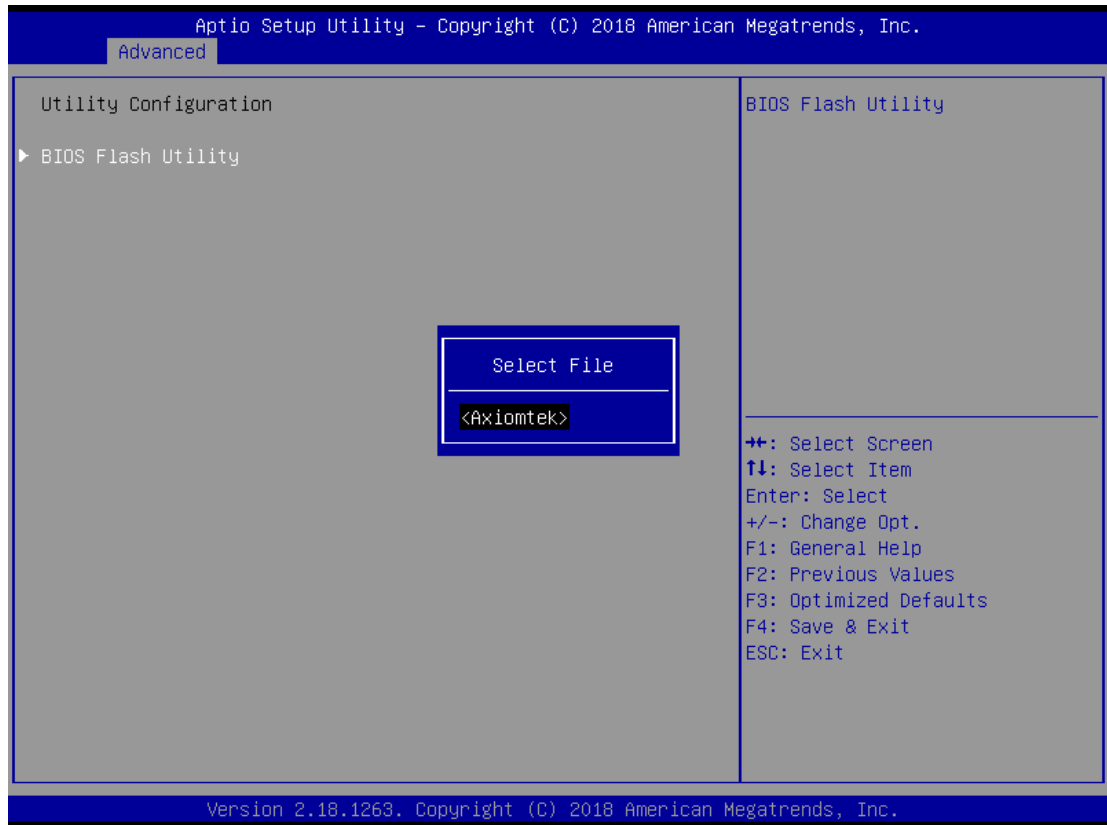 Aptio Setup Utility – Copyright (C) 2018 American Megatrends, Inc.
Advanced
Utility Configuration
▶ BIOS Flash Utility
Select File
<Axiomtek>
BIOS Flash Utility
→←: Select Screen
↑↓: Select Item
Enter: Select
+/-: Change Opt.
F1: General Help
F2: Previous Values
F3: Optimized Defaults
F4: Save & Exit
ESC: Exit
Version 2.18.1263. Copyright (C) 2018 American Megatrends, Inc.